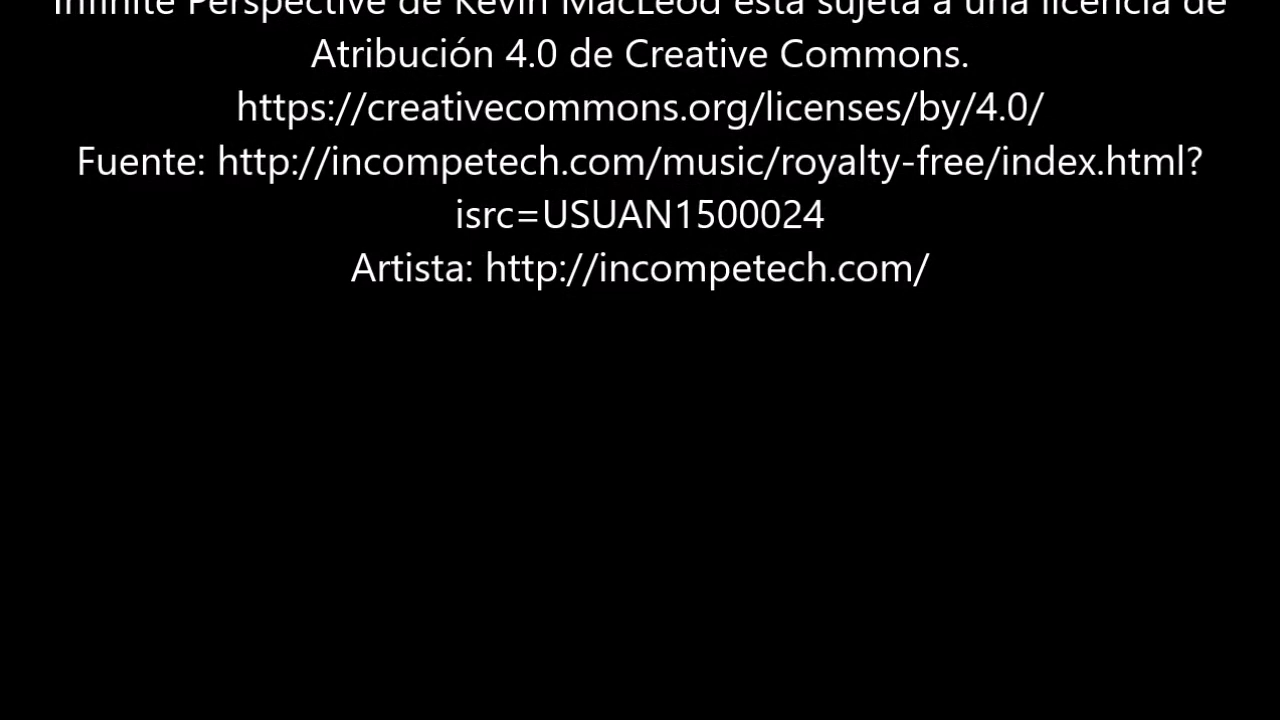 Infinite Perspective de Kevin MacLeod está sujeta a una licencia de
Atribución 4.0 de Creative Commons.
https://creativecommons.org/licenses/by/4.0/
Fuente: http://incompetech.com/music/royalty-free/index.html?
isrc=USUAN1500024
Artista: http://incompetech.com/